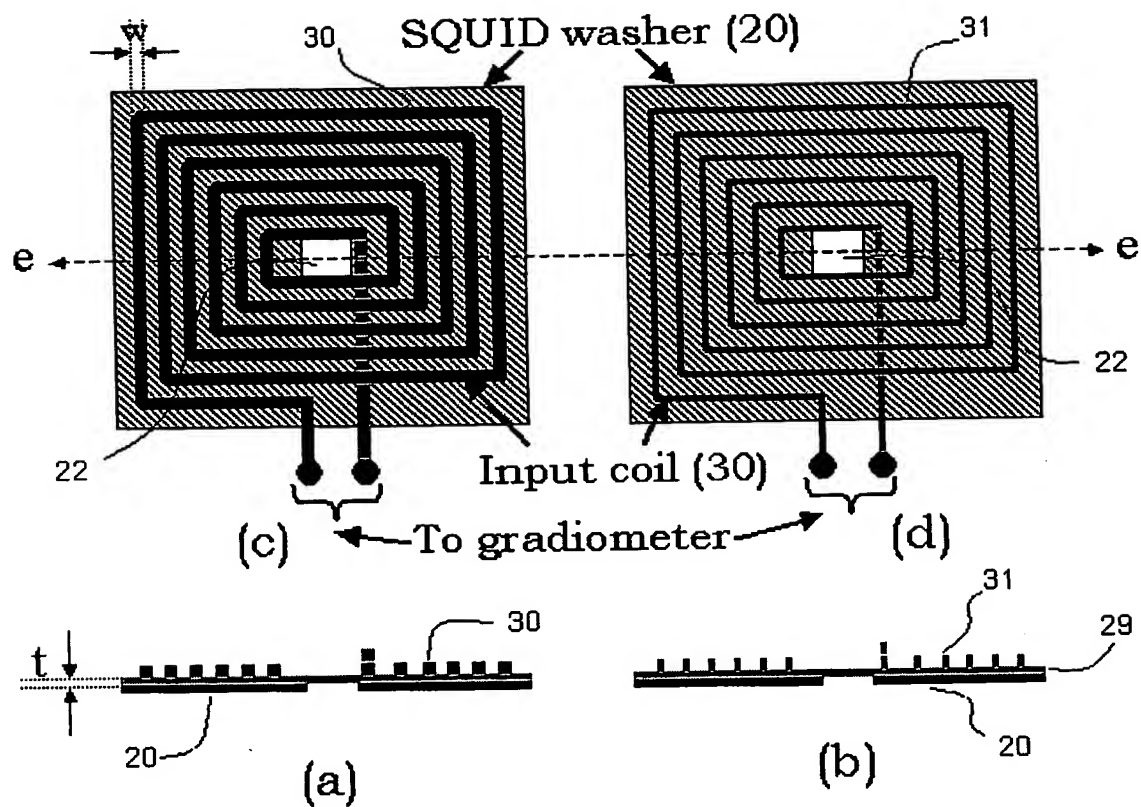 w
30
SQUID washer (20)
31
e
e
22
22
Input coil (30)
(c)
To gradiometer
(d)
t
30
31
29
20
20
(a)
(b)